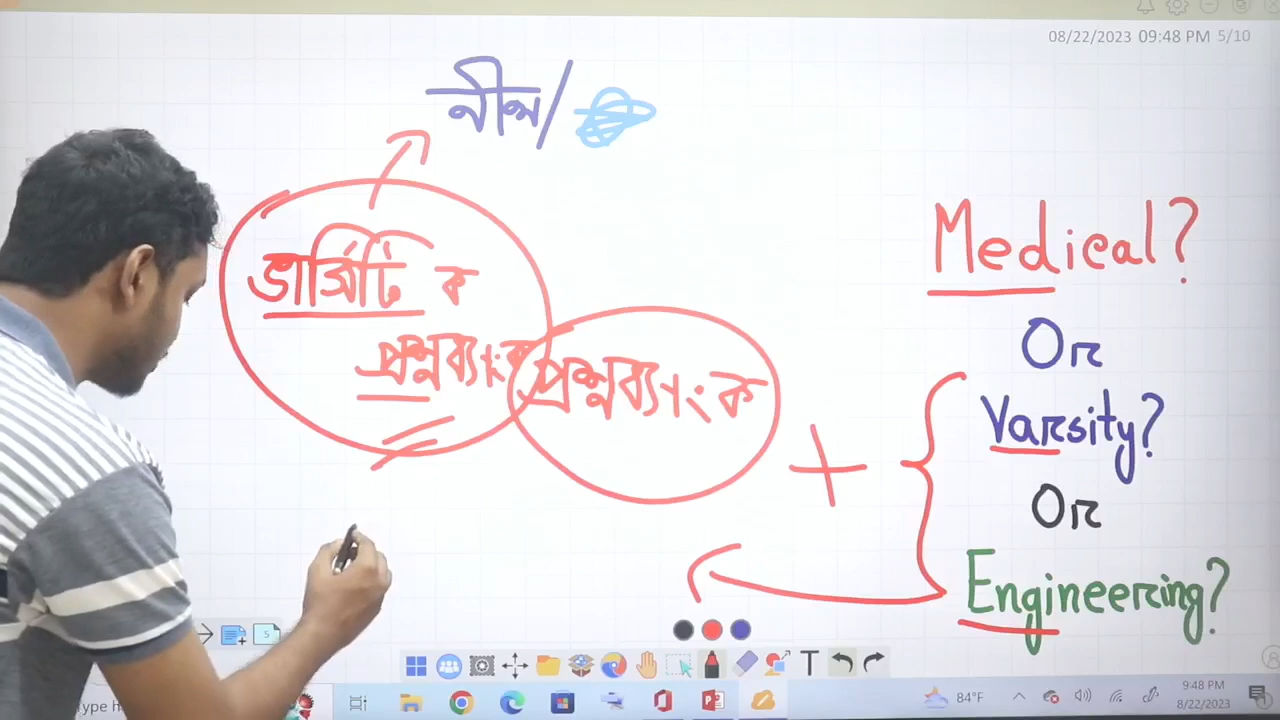 08/22/2023 09:48 PM 5/10
নীল/
ভার্সিটি ক
প্রশ্নব্যাংক
প্রশ্নব্যাংক
+
Medical?
Or
Varsity?
Or
Engineering?
5
T
84°F
9:48 PM
8/22/2023